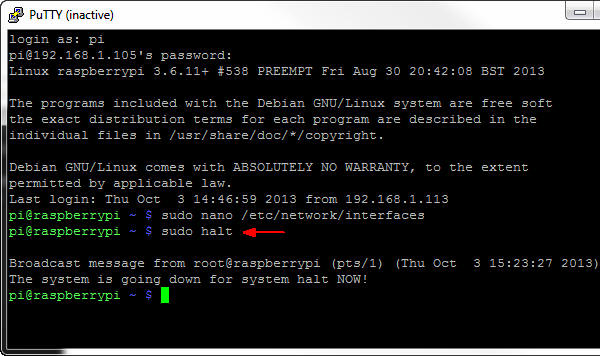 PuTTY (inactive)
login as: pi
pi@192.168.1.105's password:
Linux raspberrypi 3.6.11+ #538 PREEMPT Fri Aug 30 20:42:08 BST 2013
The programs included with the Debian GNU/Linux system are free soft
the exact distribution terms for each program are described in the
individual files in /usr/share/doc/*/copyright.
Debian GNU/Linux comes with ABSOLUTELY NO WARRANTY, to the extent
permitted by applicable law.
Last login: Thu Oct  3 14:46:59 2013 from 192.168.1.113
pi@raspberrypi ~ $ sudo nano /etc/network/interfaces
pi@raspberrypi ~ $ sudo halt
Broadcast message from root@raspberrypi (pts/1) (Thu Oct  3 15:23:27 2013)
The system is going down for system halt NOW!
pi@raspberrypi ~ $